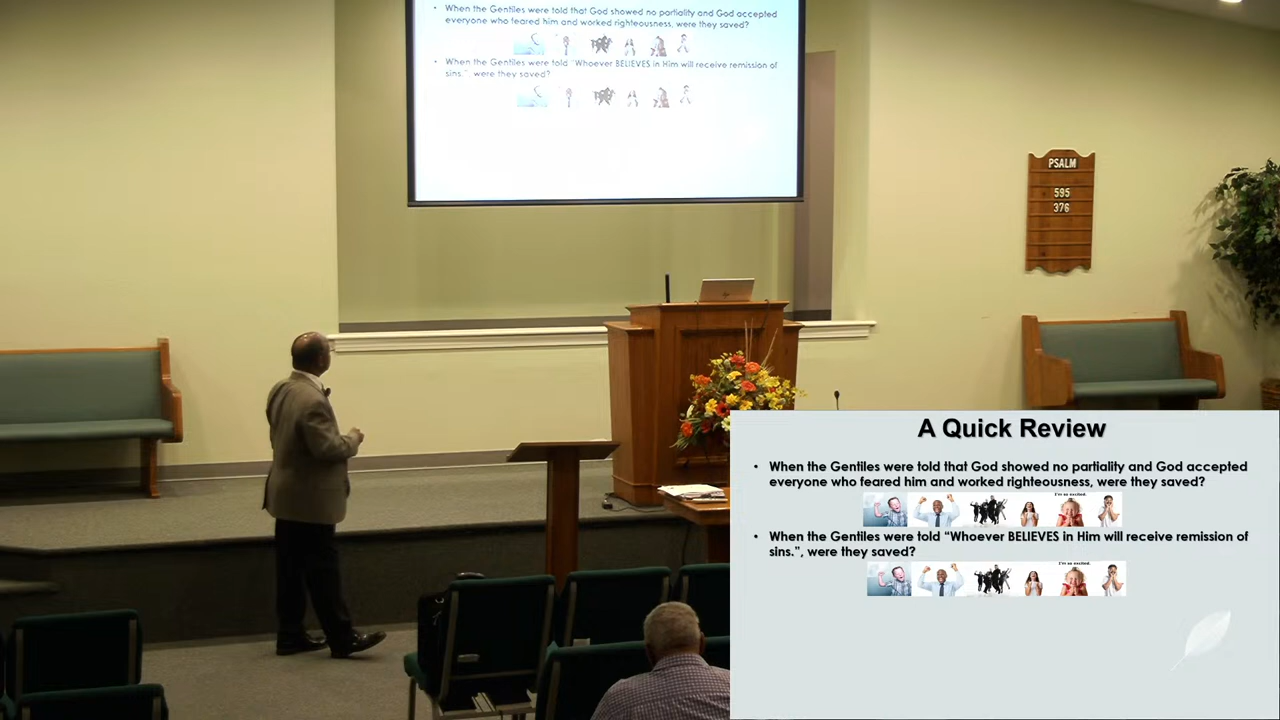 • When the Gentiles were told that God showed no partiality and God accepted
everyone who feared him and worked righteousness, were they saved?
• When the Gentiles were told "Whoever BELIEVES in Him will receive remission of
sins.", were they saved?
PSALM
595
376
A Quick Review
• When the Gentiles were told that God showed no partiality and God accepted
everyone who feared him and worked righteousness, were they saved?
I'm so excited.
• When the Gentiles were told “Whoever BELIEVES in Him will receive remission of
sins.”, were they saved?
I'm so excited.